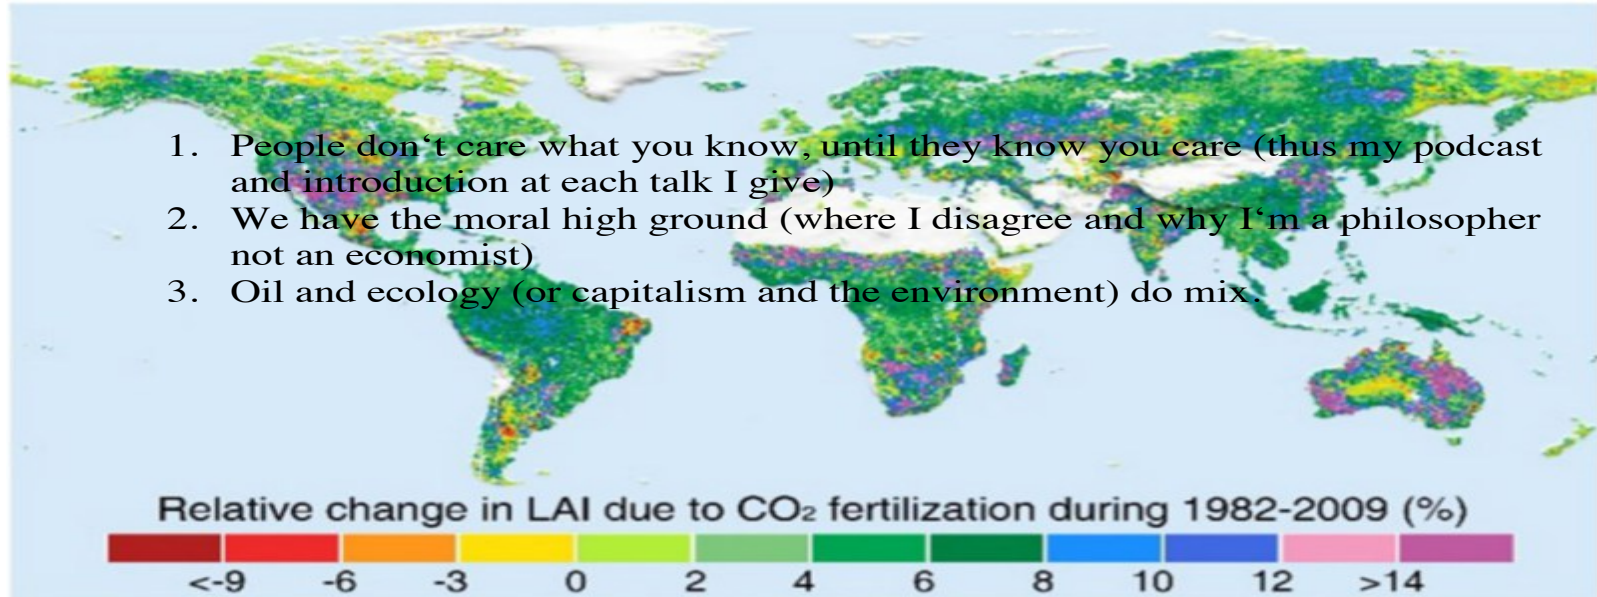 1. People don‘t care what you know, until they know you care (thus my podcast
and introduction at each talk I give)
2. We have the moral high ground (where I disagree and why I‘m a philosopher
not an economist)
3. Oil and ecology (or capitalism and the environment) do mix.
Relative change in LAI due to CO₂ fertilization during 1982-2009 (%)
<-9 -6 -3 0 2 4 6 8 10 12 >14